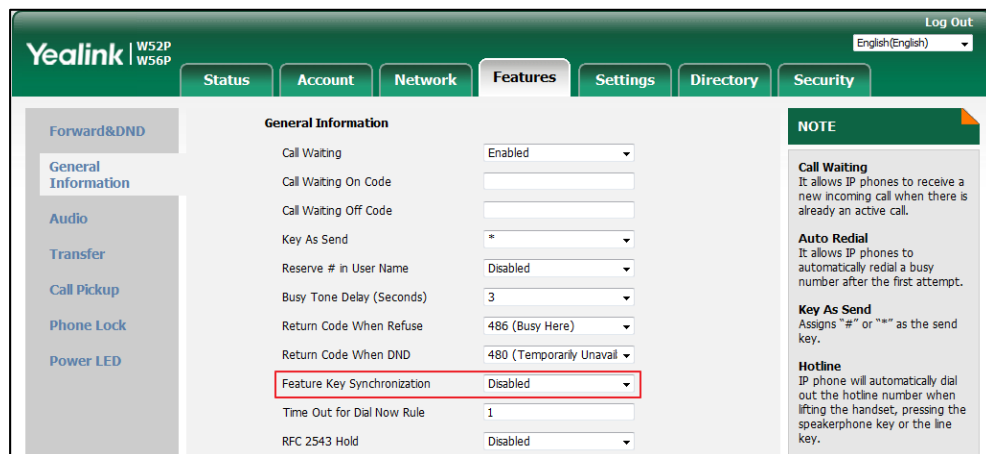 Log Out
Yealink | W52P
W56P
English(English)
Status Account Network Features Settings Directory Security
Forward&DND
General
Information
Audio
Transfer
Call Pickup
Phone Lock
Power LED
General Information
Call Waiting Enabled
Call Waiting On Code
Call Waiting Off Code
Key As Send *
Reserve # in User Name Disabled
Busy Tone Delay (Seconds) 3
Return Code When Refuse 486 (Busy Here)
Return Code When DND 480 (Temporarily Unavail
Feature Key Synchronization Disabled
Time Out for Dial Now Rule 1
RFC 2543 Hold Disabled
NOTE
Call Waiting
It allows IP phones to receive a
new incoming call when there is
already an active call.
Auto Redial
It allows IP phones to
automatically redial a busy
number after the first attempt.
Key As Send
Assigns "#" or "*" as the send
key.
Hotline
IP phone will automatically dial
out the hotline number when
lifting the handset, pressing the
speakerphone key or the line
key.